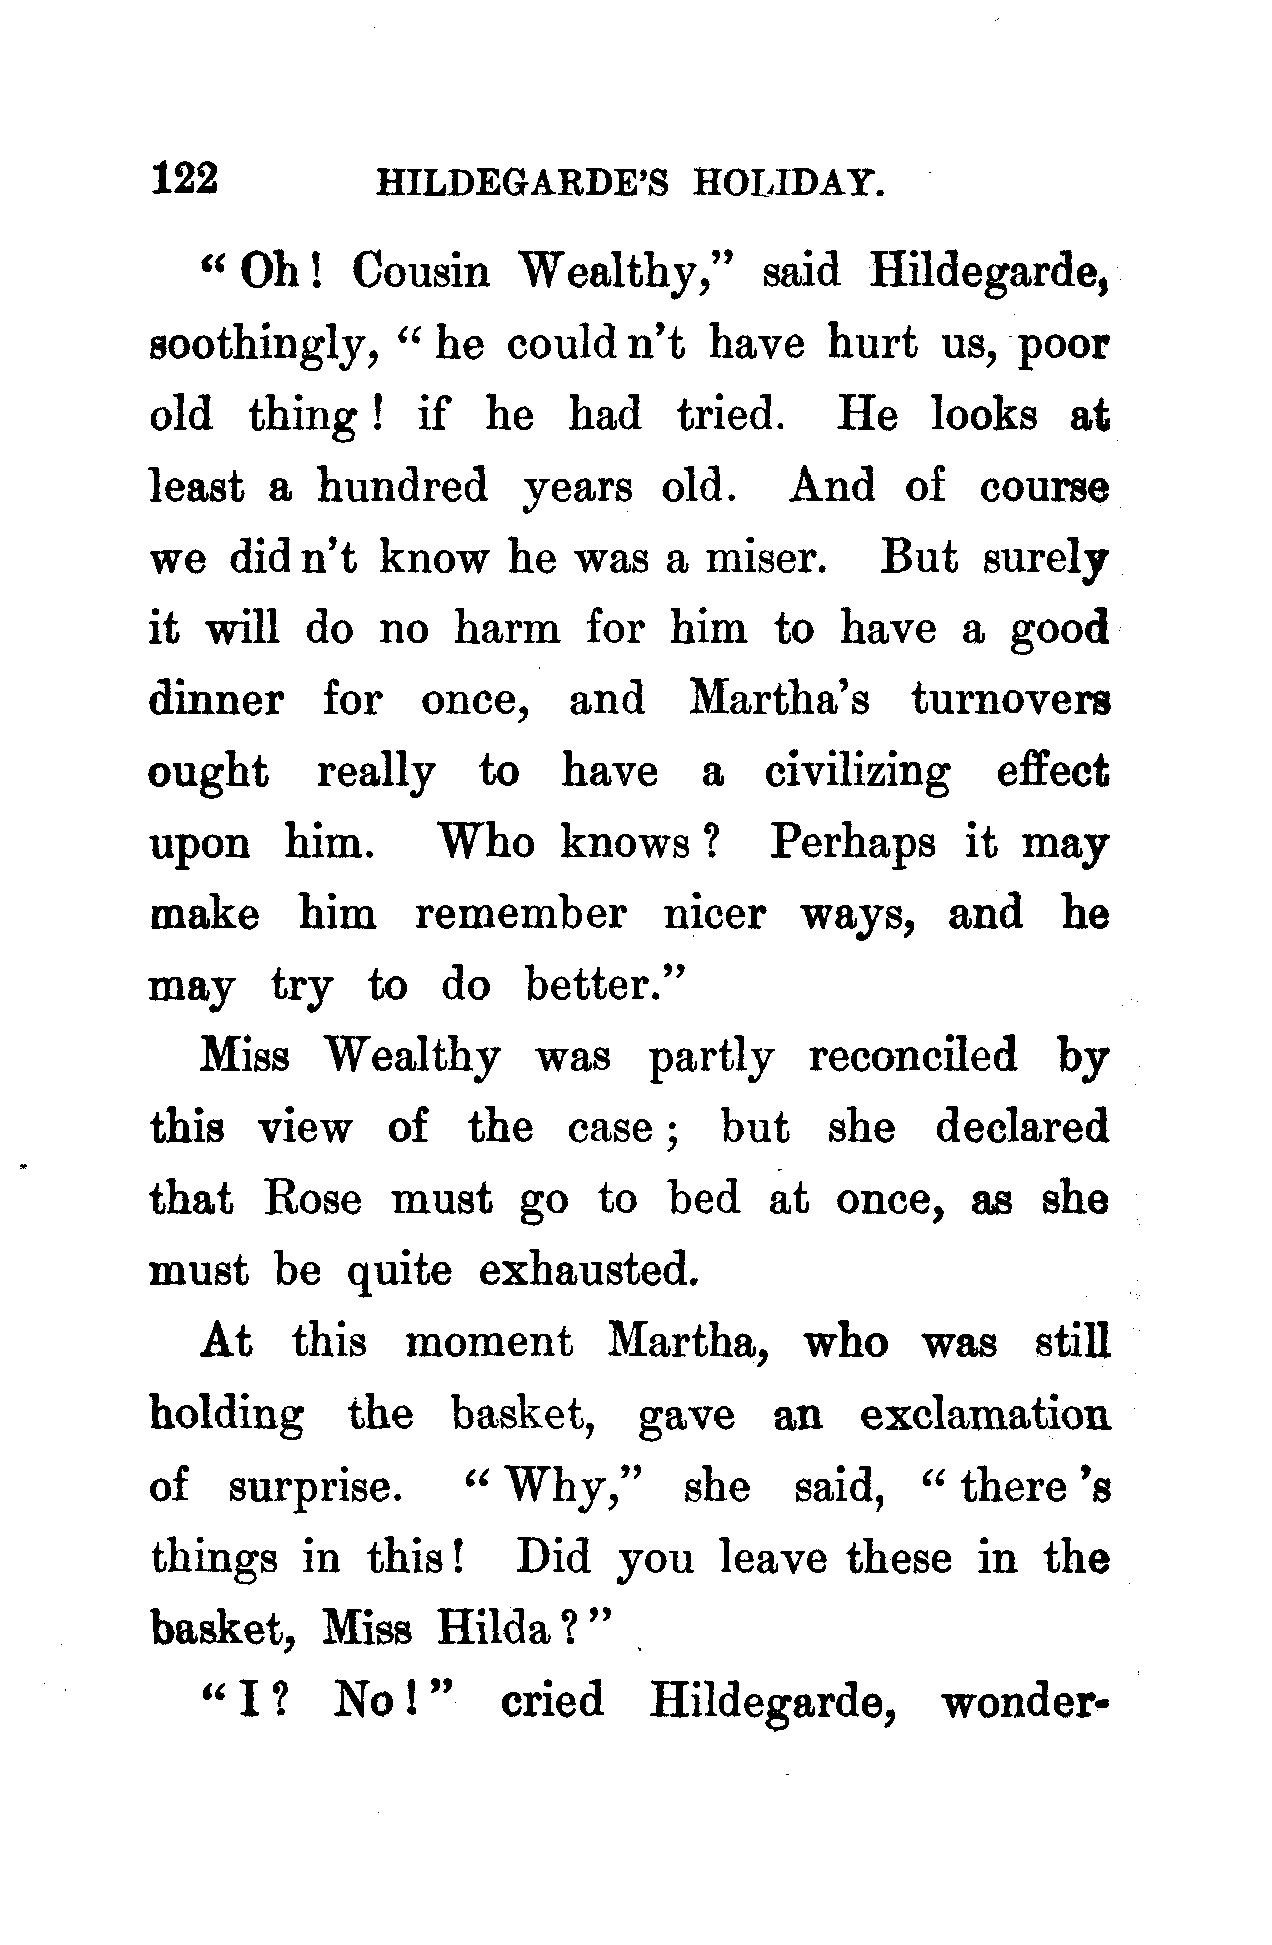 122 HILDEGARDE'S HOLIDAY.
“ Oh ! Cousin Wealthy,” said Hildegarde,
soothingly, “ he could n't have hurt us, poor
old thing ! if he had tried. He looks at
least a hundred years old. And of course
we did n't know he was a miser. But surely
it will do no harm for him to have a good
dinner for once, and Martha's turnovers
ought really to have a civilizing effect
upon him. Who knows ? Perhaps it may
make him remember nicer ways, and he
may try to do better.”
Miss Wealthy was partly reconciled by
this view of the case ; but she declared
that Rose must go to bed at once, as she
must be quite exhausted.
At this moment Martha, who was still
holding the basket, gave an exclamation
of surprise. “ Why,” she said, “ there 's
things in this ! Did you leave these in the
basket, Miss Hilda ? ”
“ I ? No ! ” cried Hildegarde, wonder-